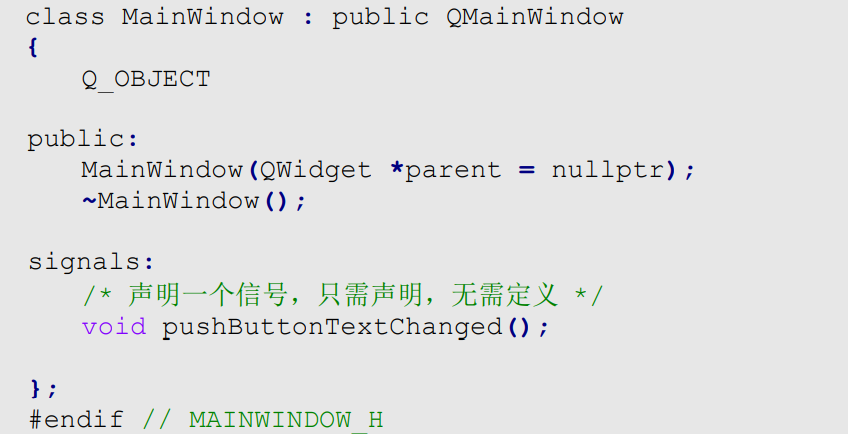 class MainWindow : public QMainWindow
{
Q_OBJECT
public:
MainWindow(QWidget *parent = nullptr);
~MainWindow();
signals:
/* 声明一个信号，只需声明，无需定义 */
void pushButtonTextChanged();
};
#endif // MAINWINDOW_H